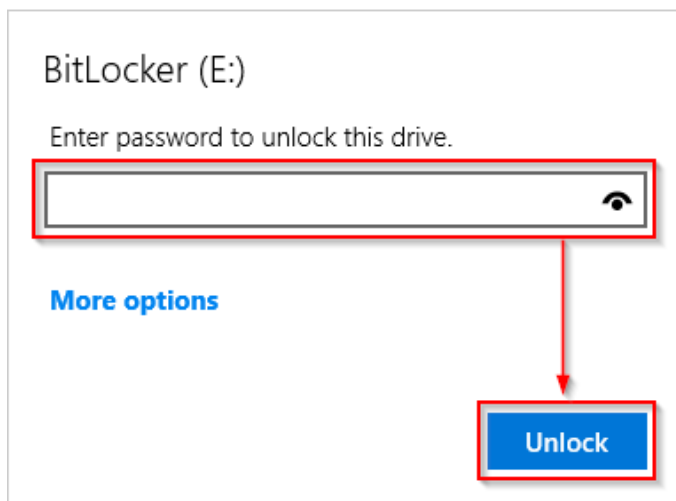 BitLocker (E:)
Enter password to unlock this drive.
More options
Unlock